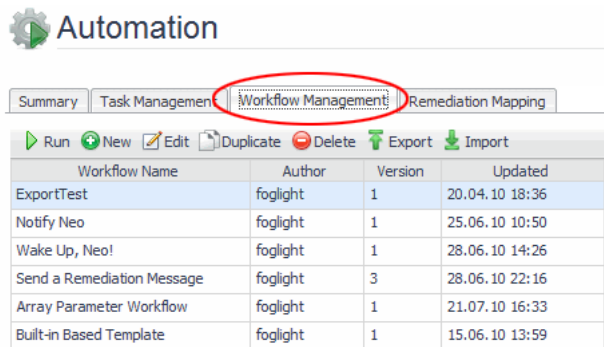 Automation
Summary Task Management Workflow Management Remediation Mapping
Run New Edit Duplicate Delete Export Import
Workflow Name Author Version Updated
ExportTest foglight 1 20.04.10 18:36
Notify Neo foglight 1 25.06.10 10:50
Wake Up, Neo! foglight 1 28.06.10 14:26
Send a Remediation Message foglight 3 28.06.10 22:16
Array Parameter Workflow foglight 1 21.07.10 16:33
Built-in Based Template foglight 1 15.06.10 13:59